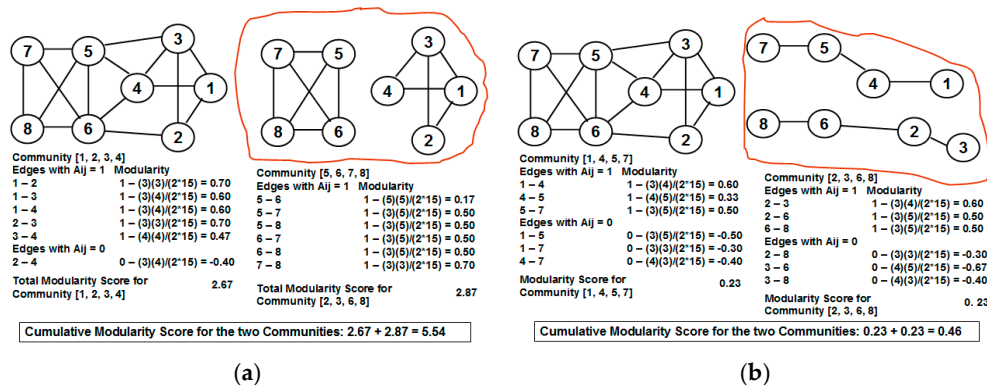 7 5 3 4 1 8 6 2
7 5 8 6
3 4 1 2
Community [1, 2, 3, 4]
Edges with Aij = 1 Modularity
1 – 2 1 – (3)(3)/(2*15) = 0.70
1 – 3 1 – (3)(4)/(2*15) = 0.60
1 – 4 1 – (3)(4)/(2*15) = 0.60
2 – 3 1 – (3)(3)/(2*15) = 0.70
3 – 4 1 – (4)(4)/(2*15) = 0.47
Edges with Aij = 0
2 – 4 0 – (3)(4)/(2*15) = -0.40
Total Modularity Score for 2.67
Community [1, 2, 3, 4]
Community [5, 6, 7, 8]
Edges with Aij = 1 Modularity
5 – 6 1 – (5)(5)/(2*15) = 0.17
5 – 7 1 – (3)(5)/(2*15) = 0.50
5 – 8 1 – (3)(5)/(2*15) = 0.50
6 – 7 1 – (3)(5)/(2*15) = 0.50
6 – 8 1 – (3)(5)/(2*15) = 0.50
7 – 8 1 – (3)(3)/(2*15) = 0.70
Total Modularity Score for 2.87
Community [2, 3, 6, 8]
Cumulative Modularity Score for the two Communities: 2.67 + 2.87 = 5.54
(a)
7 5 3 4 1 8 6 2
7 5 4 1
8 6 2 3
Community [1, 4, 5, 7]
Edges with Aij = 1 Modularity
1 – 4 1 – (3)(4)/(2*15) = 0.60
4 – 5 1 – (4)(5)/(2*15) = 0.33
5 – 7 1 – (3)(5)/(2*15) = 0.50
Edges with Aij = 0
1 – 5 0 – (3)(5)/(2*15) = -0.50
1 – 7 0 – (3)(3)/(2*15) = -0.30
4 – 7 0 – (4)(3)/(2*15) = -0.40
Modularity Score for 0.23
Community [1, 4, 5, 7]
Community [2, 3, 6, 8]
Edges with Aij = 1 Modularity
2 – 3 1 – (3)(4)/(2*15) = 0.60
2 – 6 1 – (3)(5)/(2*15) = 0.50
6 – 8 1 – (3)(5)/(2*15) = 0.50
Edges with Aij = 0
2 – 8 0 – (3)(3)/(2*15) = -0.30
3 – 6 0 – (4)(5)/(2*15) = -0.67
3 – 8 0 – (4)(3)/(2*15) = -0.40
Modularity Score for 0. 23
Community [2, 3, 6, 8]
Cumulative Modularity Score for the two Communities: 0.23 + 0.23 = 0.46
(b)